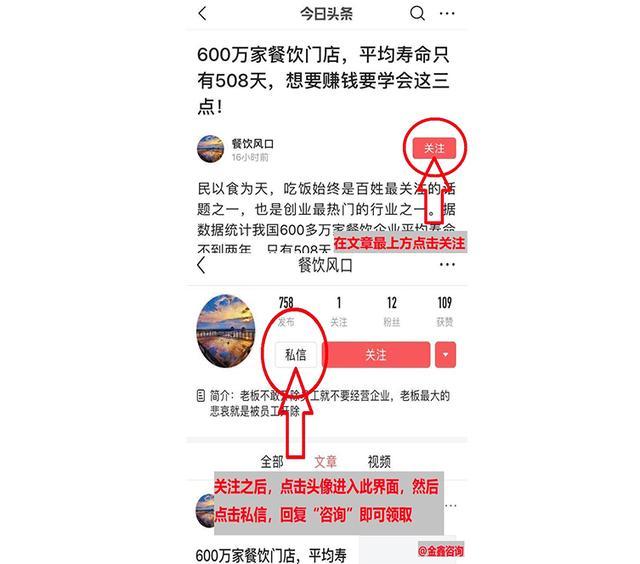 今日头条
600万家餐饮门店，平均寿命只
有508天，想要赚钱要学会这三
点！
餐饮风口
16小时前
关注
民以食为天，吃饭始终是百姓最关注的话
题之一，也是创业最热门的行业之一。据
数据统计我国600多万家餐饮企业平均寿命
不到两年，只有508天
在文章最上方点击关注
餐饮风口
758
1
12
109
发布
关注
粉丝
获赞
私信
关注
简介：老板不敢开除员工就不要经营企业，老板最大的
悲哀就是被员工开除
全部
文章
视频
关注之后，点击头像进入此界面，然后
点击私信，回复“咨询”即可领取
@金鑫咨询
600万家餐饮门店，平均寿